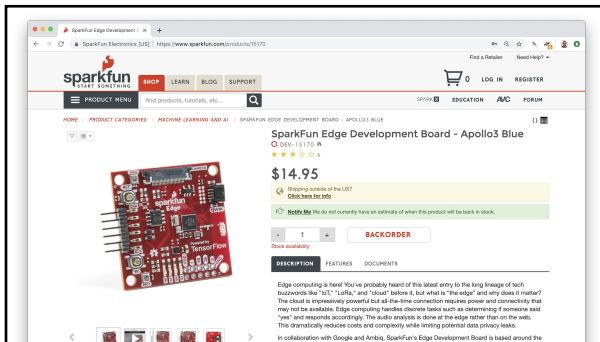 SparkFun Edge Development S
SparkFun Electronics [US] | https://www.sparkfun.com/products/15170
Find a Retailer Need Help?
sparkfun
START SOMETHING
SHOP LEARN BLOG SUPPORT
0 LOG IN REGISTER
PRODUCT MENU find products, tutorials, etc...
SPARKX EDUCATION AVC FORUM
HOME / PRODUCT CATEGORIES / MACHINE LEARNING AND AI / SPARKFUN EDGE DEVELOPMENT BOARD - APOLLO3 BLUE
{ }
SparkFun Edge Development Board - Apollo3 Blue
DEV-15170
6
$14.95
Shipping outside of the US?
Click here for info
Notify Me We do not currently have an estimate of when this product will be back in stock.
- 1 + BACKORDER
Stock availability
sparkfun
Edge
Powered by
TensorFlow
DESCRIPTION FEATURES DOCUMENTS
Edge computing is here! You've probably heard of this latest entry to the long lineage of tech
buzzwords like "IoT," "LoRa," and "cloud" before it, but what is "the edge" and why does it matter?
The cloud is impressively powerful but all-the-time connection requires power and connectivity that
may not be available. Edge computing handles discrete tasks such as determining if someone said
"yes" and responds accordingly. The audio analysis is done at the edge rather than on the web.
This dramatically reduces costs and complexity while limiting potential data privacy leaks.
In collaboration with Google and Ambiq, SparkFun's Edge Development Board is based around the